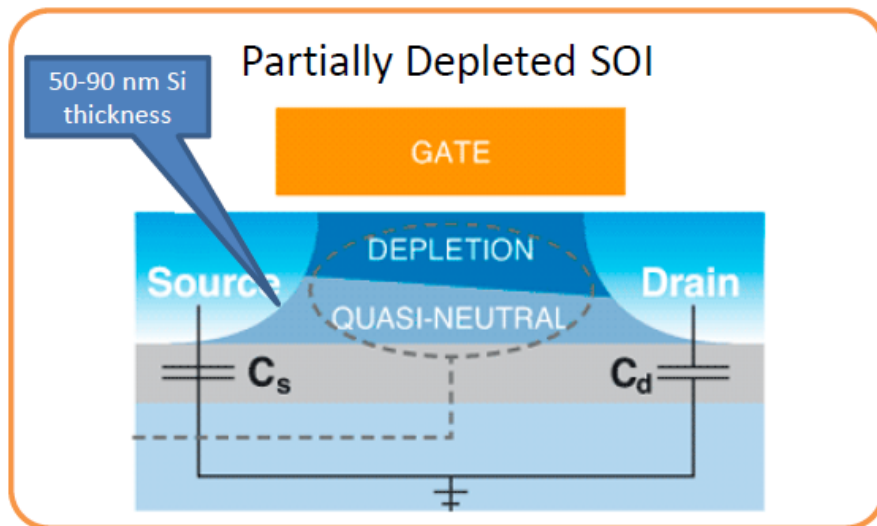 Partially Depleted SOI
50-90 nm Si
thickness
GATE
DEPLETION
Source
Drain
QUASI-NEUTRAL
Cs
Cd